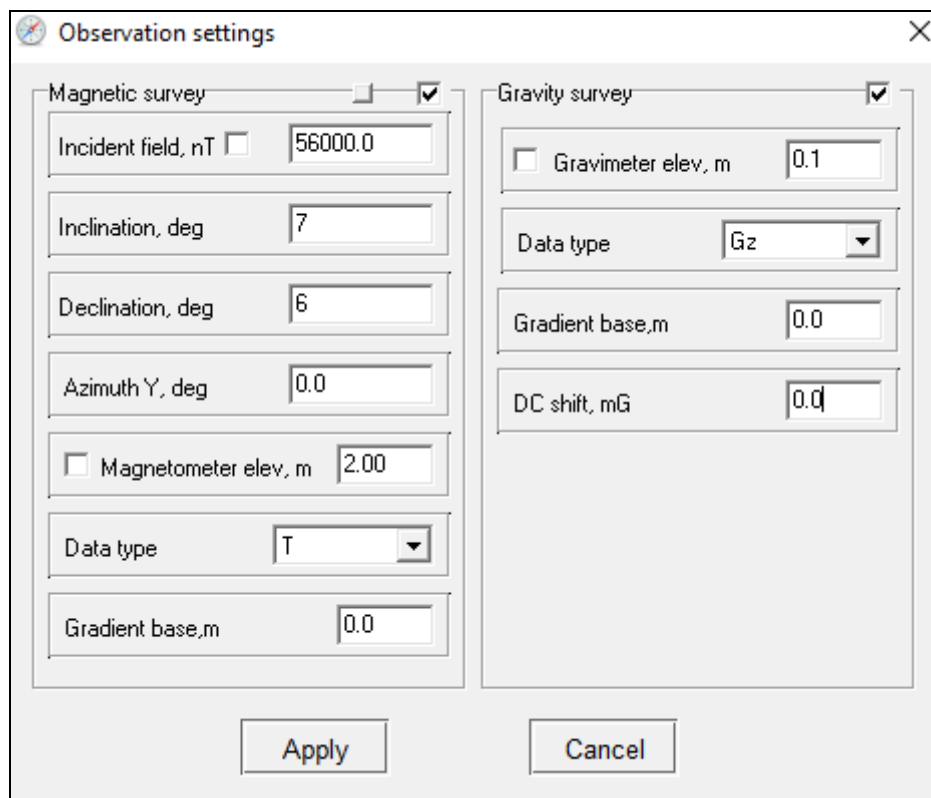 Observation settings
Magnetic survey
Incident field, nT 56000.0
Inclination, deg 7
Declination, deg 6
Azimuth Y, deg 0.0
Magnetometer elev, m 2.00
Data type T
Gradient base,m 0.0
Gravity survey
Gravimeter elev, m 0.1
Data type Gz
Gradient base,m 0.0
DC shift, mG 0.0
Apply
Cancel